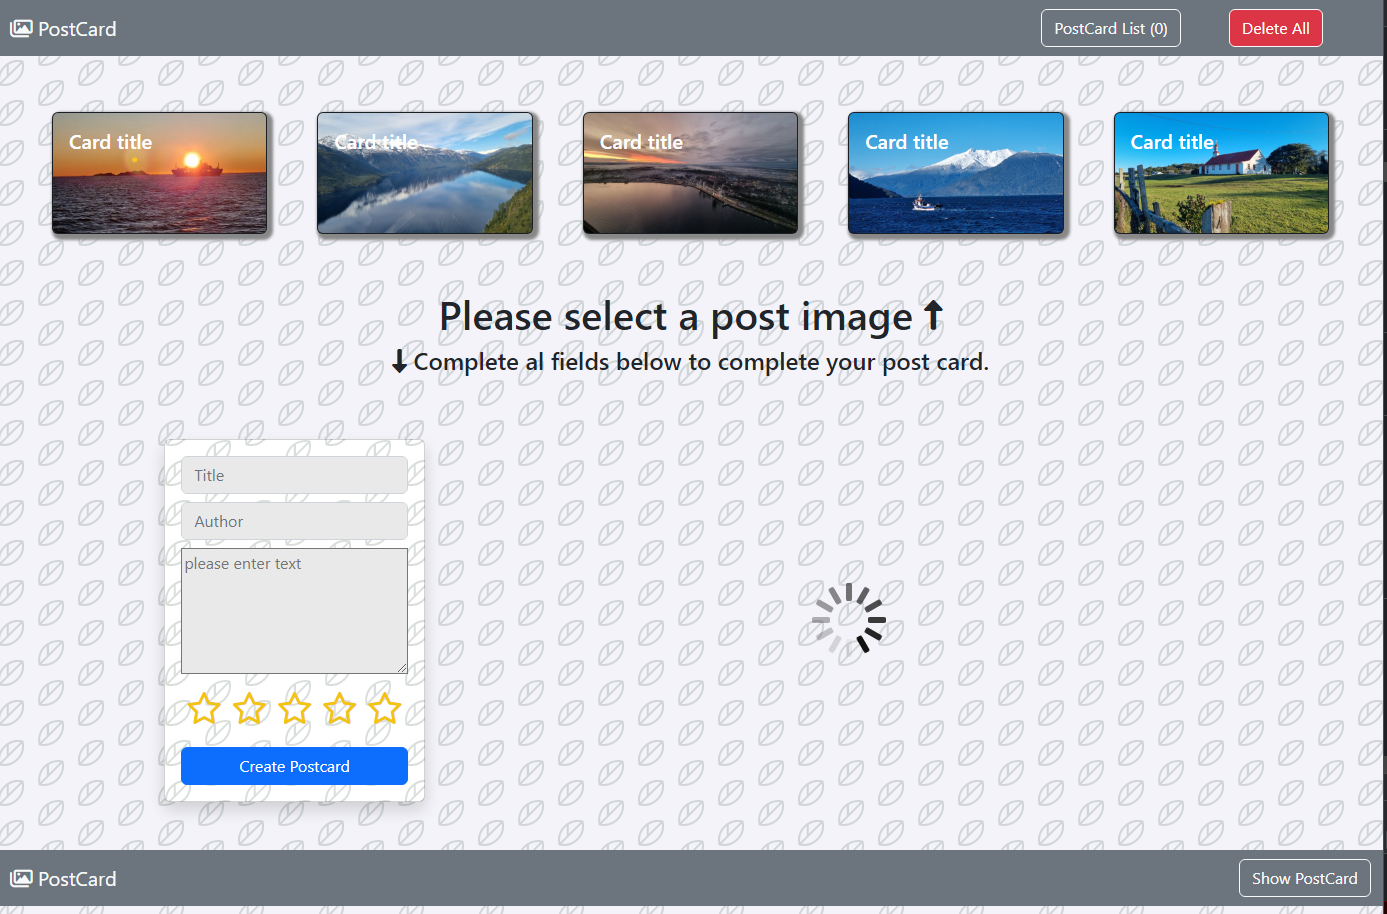 PostCard
PostCard List (0)
Delete All
Card title
Card title
Card title
Card title
Card title
Please select a post image
Complete al fields below to complete your post card.
Title
Author
please enter text
Create Postcard
PostCard
Show PostCard